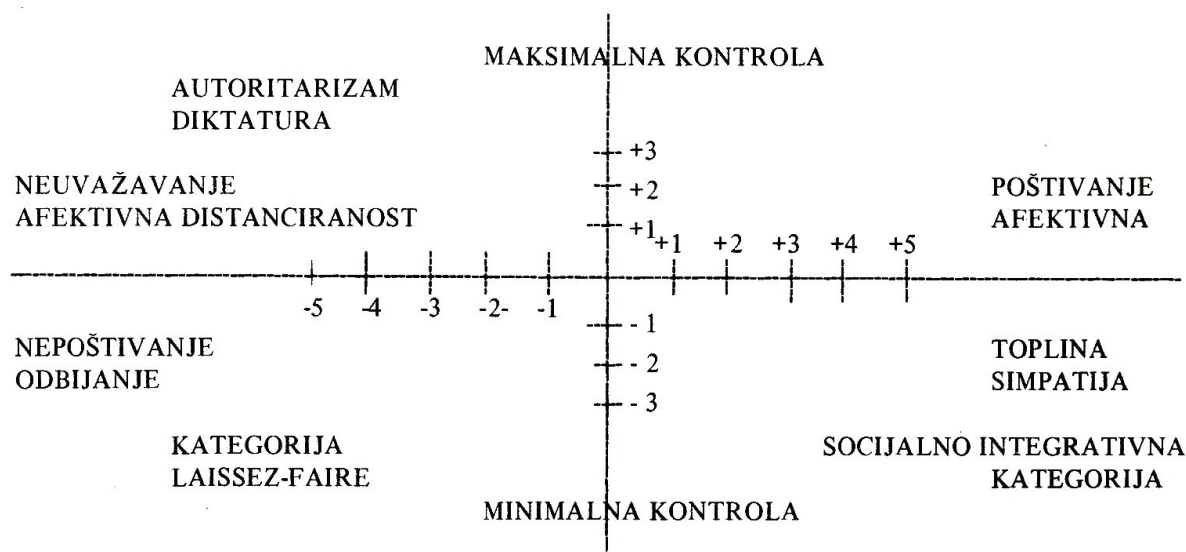 MAKSIMALNA KONTROLA
AUTORITARIZAM
DIKTATURA
+3
NEUVAŽAVANJE
AFEKTIVNA DISTANCIRANOST
+2
POŠTIVANJE
AFEKTIVNA
+1
+1 +2 +3 +4 +5
-5 -4 -3 -2- -1
- 1
NEPOŠTIVANJE
ODBIJANJE
- 2
TOPLINA
SIMPATIJA
- 3
KATEGORIJA
LAISSEZ-FAIRE
SOCIJALNO INTEGRATIVNA
KATEGORIJA
MINIMALNA KONTROLA